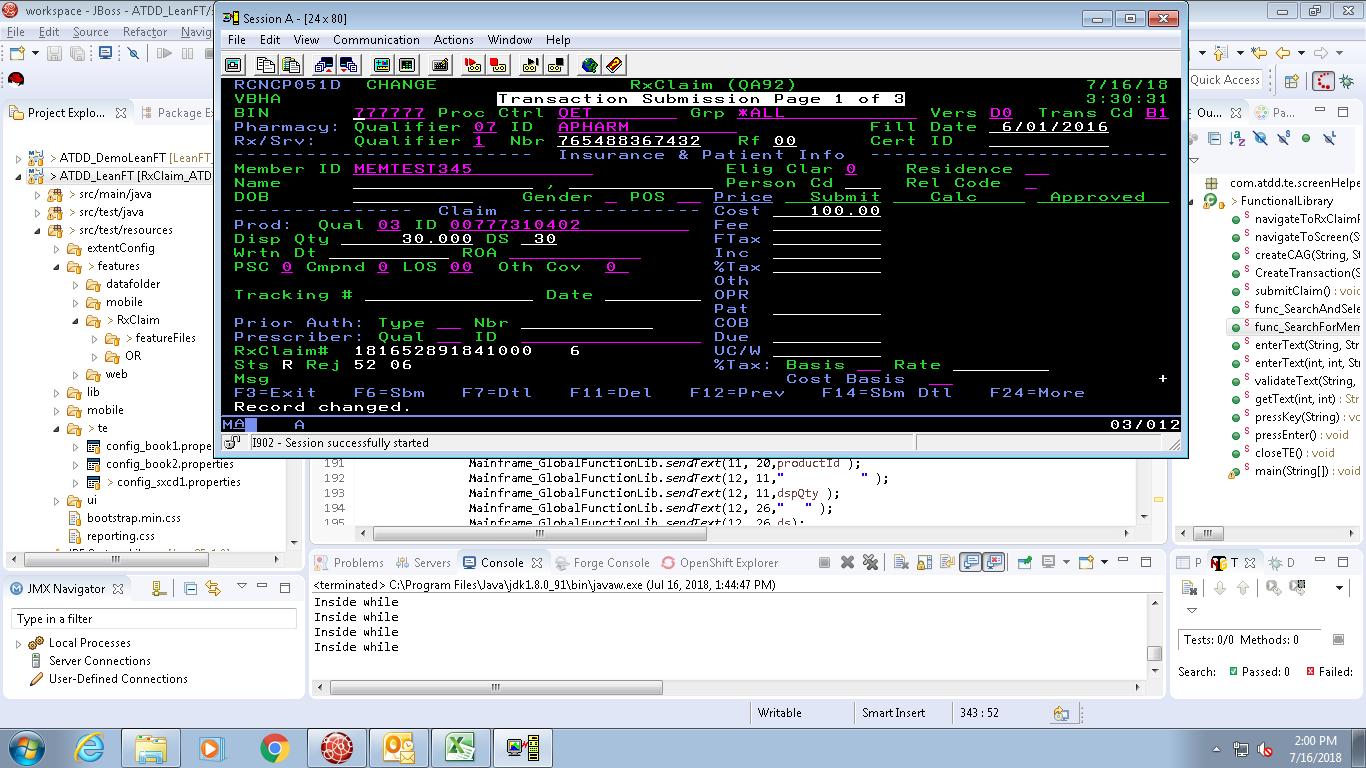 workspace - JBoss - ATDD_LeanFT/
File Edit Source Refactor Navig
Session A - [24 x 80]
File Edit View Communication Actions Window Help
RCNCP051D CHANGE RxClaim (QA92) 7/16/18
VBHA Transaction Submission Page 1 of 3 3:30:31
BIN 777777 Proc Ctrl QET Grp *ALL Vers D0 Trans Cd B1
Pharmacy: Qualifier 07 ID APHARM Fill Date 6/01/2016
Rx/Srv: Qualifier 1 Nbr 765488367432 Rf 00 Cert ID
Insurance & Patient Info
Member ID MEMTEST345 Elig Clar 0 Residence
Name , Person Cd Rel Code
DOB Gender POS Price Submit Calc Approved
Claim Cost 100.00
Prod: Qual 03 ID 00777310402 Fee
Disp Qty 30.000 DS 30 FTax
Wrtn Dt ROA Inc
PSC 0 Cmpnd 0 LOS 00 Oth Cov 0 %Tax
Oth
Tracking # Date OPR
Pat
Prior Auth: Type Nbr COB
Prescriber: Qual ID Due
RxClaim# 181652891841000 6 UC/W
Sts R Rej 52 06 %Tax: Basis Rate
Msg Cost Basis +
F3=Exit F6=Sbm F7=Dtl F11=Del F12=Prev F14=Sbm Dtl F24=More
Record changed.
MA A 03/012
I902 - Session successfully started
Quick Access
Project Explo... Project Ex
> ATDD_DemoLeanFT [LeanFT_
> ATDD_LeanFT [RxClaim_ATD
> src/main/java
> src/test/java
> src/test/resources
extentConfig
> features
datafolder
mobile
> RxClaim
> featureFiles
> OR
> web
> lib
mobile
> te
config_book1.properties
config_book2.properties
> config_sxcd1.properties
ui
bootstrap.min.css
reporting.css
Ou... Pa...
com.atdd.te.screenHelpe
> FunctionalLibrary
navigateToRxClaimF
navigateToScreen(S
createCAG(String, St
CreateTransaction(S
submitClaim() : voic
func_SearchAndSele
func_SearchForMen
enterText(String, Str
enterText(int, int, Str
validateText(String,
getText(int, int) : Str
pressKey(String) : vo
pressEnter() : void
closeTE() : void
main(String[]) : void
191 Mainframe_GlobalFunctionLib.sendText(11, 20,productId );
192 Mainframe_GlobalFunctionLib.sendText(12, 11," " );
193 Mainframe_GlobalFunctionLib.sendText(12, 11,dspQty );
194 Mainframe_GlobalFunctionLib.sendText(12, 26," " );
195 Mainframe_GlobalFunctionLib.sendText(12, 26,ds);
Problems Servers Console Forge Console OpenShift Explorer
<terminated> C:\Program Files\Java\jdk1.8.0_91\bin\javaw.exe (Jul 16, 2018, 1:44:47 PM)
Inside while
Inside while
Inside while
Inside while
JMX Navigator
Type in a filter
Local Processes
Server Connections
User-Defined Connections
P T D
Tests: 0/0 Methods: 0
Search: Passed: 0 Failed:
Writable Smart Insert 343 : 52
2:00 PM
7/16/2018